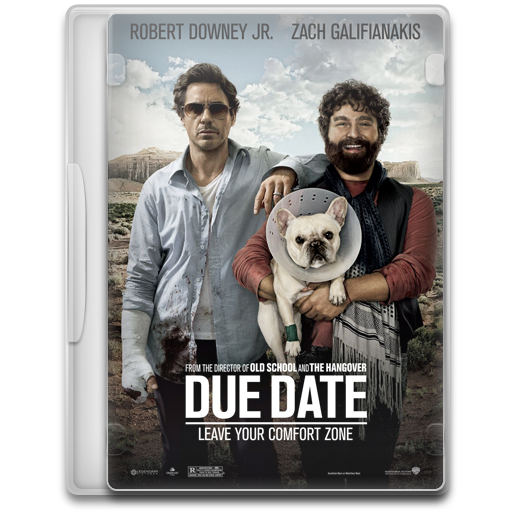 ROBERT DOWNEY JR. ZACH GALIFIANAKIS
FROM THE DIRECTOR OF OLD SCHOOL AND THE HANGOVER
DUE DATE
LEAVE YOUR COMFORT ZONE
R